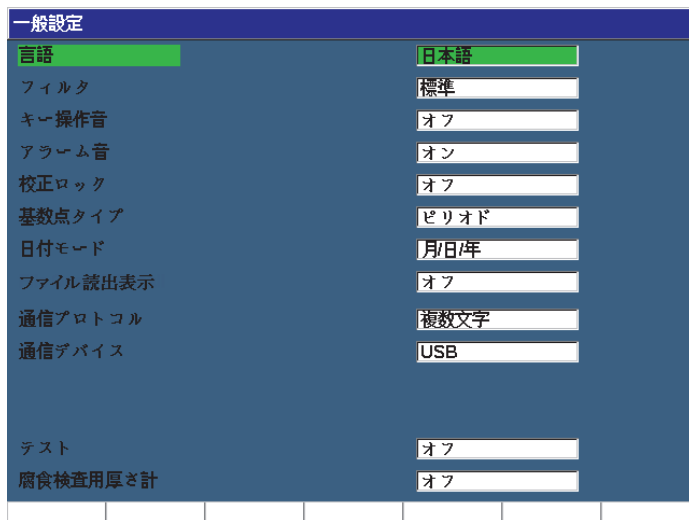 一般設定
言語 日本語
フィルタ 標準
キー操作音 オフ
アラーム音 オン
校正ロック オフ
基数点タイプ ピリオド
日付モード 月/日/年
ファイル読出表示 オフ
通信プロトコル 複数文字
通信デバイス USB
テスト オフ
腐食検査用厚さ計 オフ